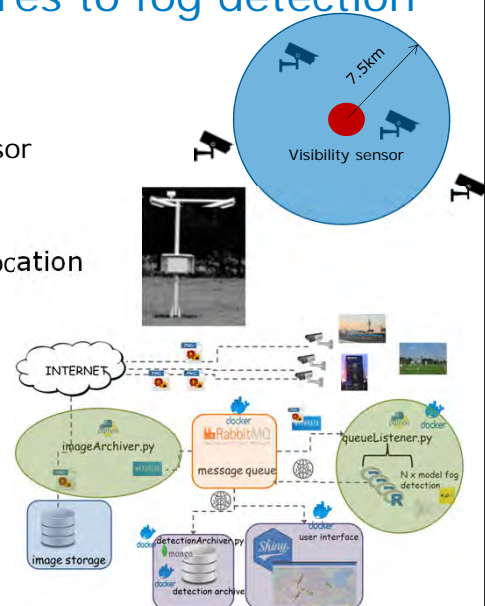 res to fog detection
7.5km
Visibility sensor
sor
ocation
INTERNET
docker
RabbitMQ
message queue
imageArchiver.py
python
queueListener.py
python
docker
N x model fog
detection
R
image storage
docker
detectionArchiver.py
mongo
docker
detection archive
docker
user interface
Shiny